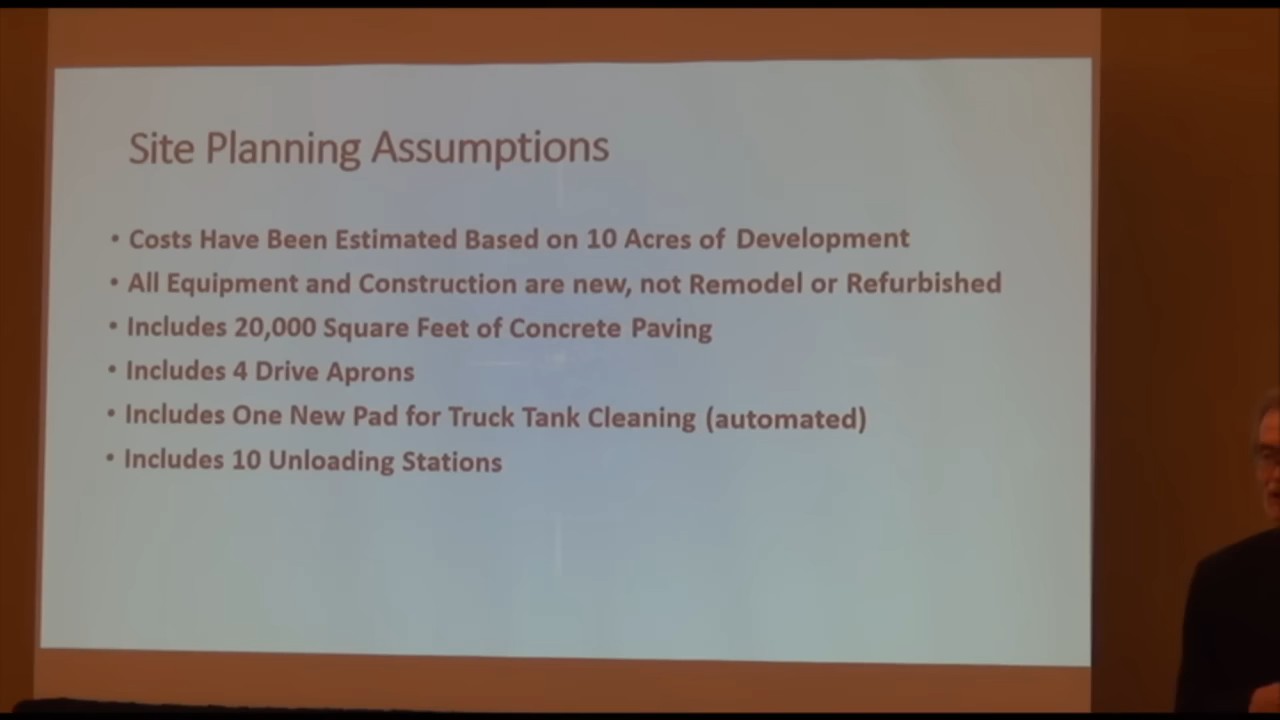 Site Planning Assumptions
• Costs Have Been Estimated Based on 10 Acres of Development
• All Equipment and Construction are new, not Remodel or Refurbished
• Includes 20,000 Square Feet of Concrete Paving
• Includes 4 Drive Aprons
• Includes One New Pad for Truck Tank Cleaning (automated)
• Includes 10 Unloading Stations